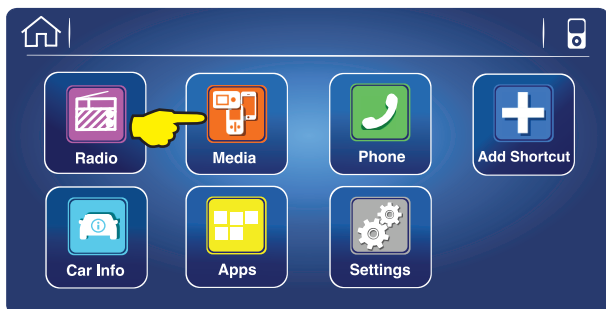 Radio
Media
Phone
Add Shortcut
Car Info
Apps
Settings